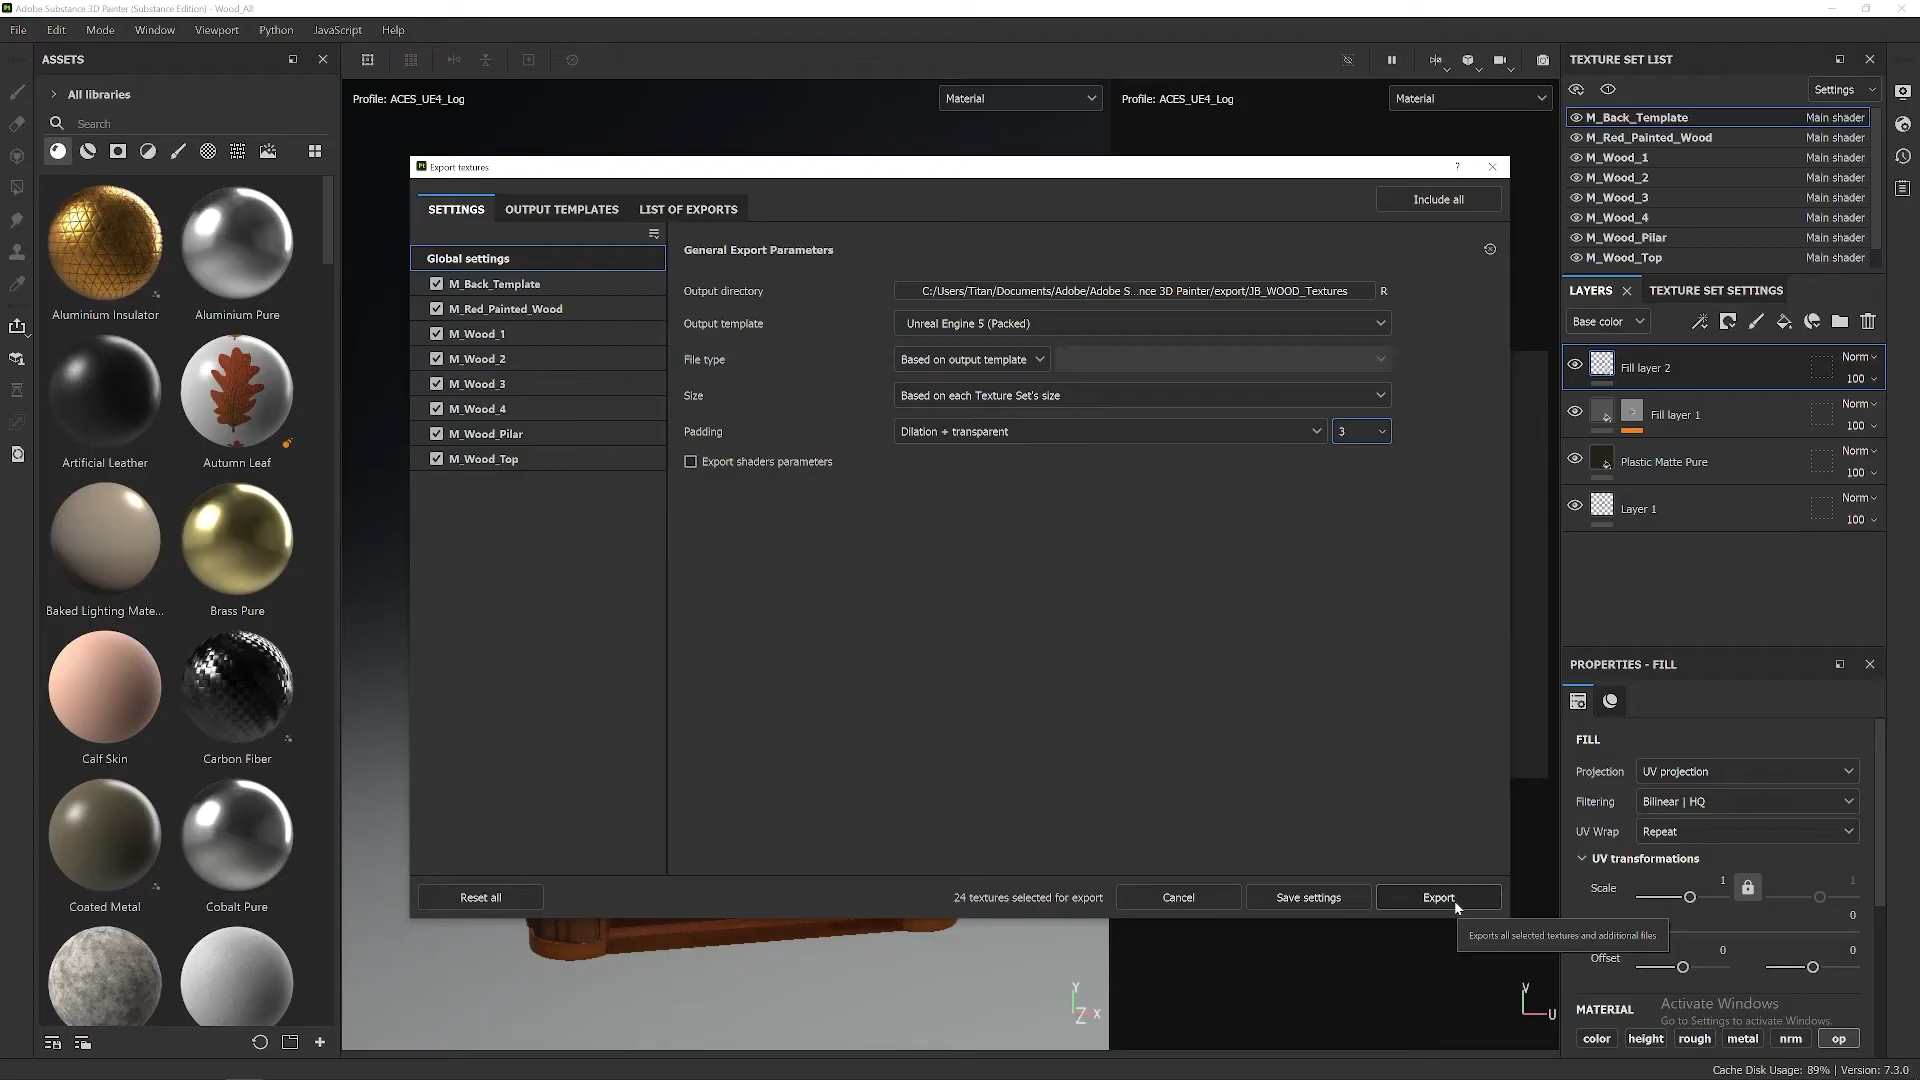 Adobe Substance 3D Painter (Substance Edition) - Wood_All
File Edit Mode Window Viewport Python JavaScript Help
ASSETS
All libraries
Search
Aluminium Insulator
Aluminium Pure
Artificial Leather
Autumn Leaf
Baked Lighting Mate...
Brass Pure
Calf Skin
Carbon Fiber
Coated Metal
Cobalt Pure
Profile: ACES_UE4_Log
Material
Profile: ACES_UE4_Log
Material
Export textures
?
SETTINGS
OUTPUT TEMPLATES
LIST OF EXPORTS
Include all
Global settings
M_Back_Template
M_Red_Painted_Wood
M_Wood_1
M_Wood_2
M_Wood_3
M_Wood_4
M_Wood_Pilar
M_Wood_Top
General Export Parameters
Output directory
C:/Users/Titan/Documents/Adobe/Adobe S...nce 3D Painter/export/JB_WOOD_Textures
R
Output template
Unreal Engine 5 (Packed)
File type
Based on output template
Size
Based on each Texture Set's size
Padding
Dilation + transparent
3
Export shaders parameters
Reset all
24 textures selected for export
Cancel
Save settings
Export
Exports all selected textures and additional files
Y
Z X
V
U
TEXTURE SET LIST
Settings
M_Back_Template Main shader
M_Red_Painted_Wood Main shader
M_Wood_1 Main shader
M_Wood_2 Main shader
M_Wood_3 Main shader
M_Wood_4 Main shader
M_Wood_Pilar Main shader
M_Wood_Top Main shader
LAYERS
TEXTURE SET SETTINGS
Base color
Fill layer 2
Norm
100
Fill layer 1
Norm
100
Plastic Matte Pure
Norm
100
Layer 1
Norm
100
PROPERTIES - FILL
FILL
Projection
UV projection
Filtering
Bilinear | HQ
UV Wrap
Repeat
UV transformations
Scale
1
1
0
Offset
0
0
MATERIAL
Activate Windows
Go to Settings to activate Windows.
color height rough metal nrm op
Cache Disk Usage: 89% | Version: 7.3.0